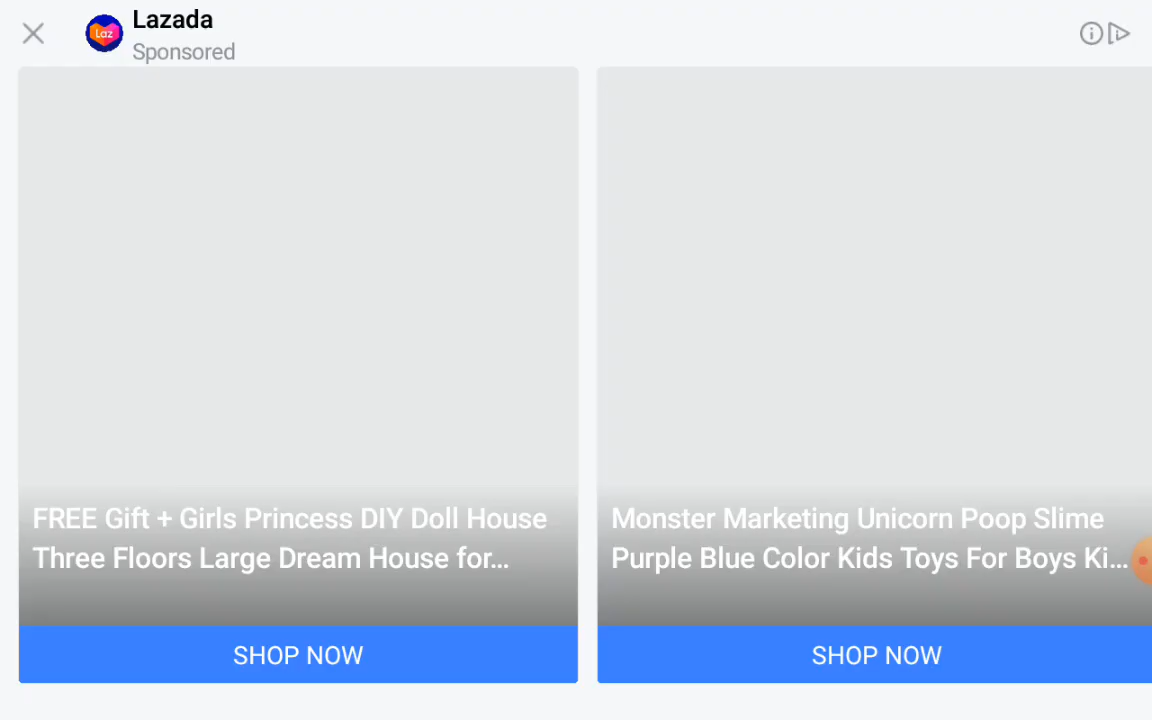 Lazada
Laz
Sponsored
FREE Gift + Girls Princess DIY Doll House
Three Floors Large Dream House for...
SHOP NOW
Monster Marketing Unicorn Poop Slime
Purple Blue Color Kids Toys For Boys Ki...
SHOP NOW